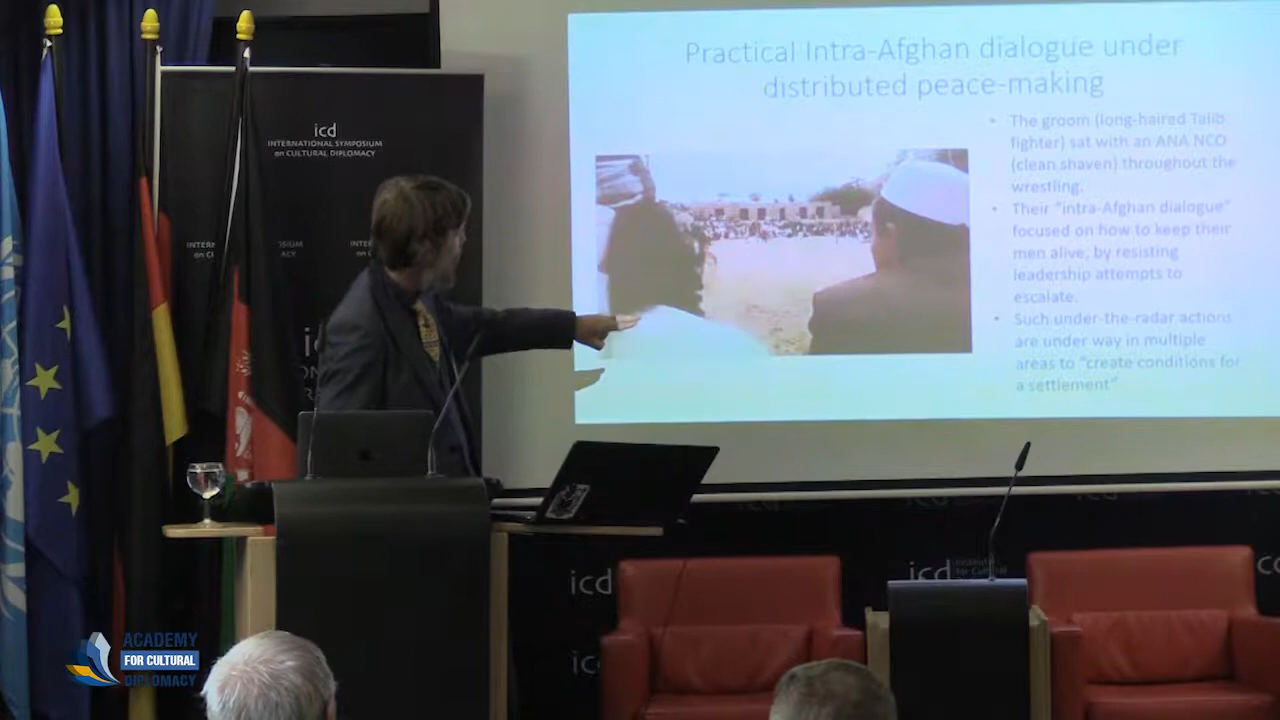 Practical Intra-Afghan dialogue under
distributed peace-making
• The groom (long-haired Talib
fighter) sat with an ANA NCO
(clean shaven) throughout the
wrestling.
• Their “intra-Afghan dialogue”
focused on how to keep their
men alive, by resisting
leadership attempts to
escalate.
• Such under-the-radar actions
are under way in multiple
areas to “create conditions for
a settlement”
icd
INTERNATIONAL SYMPOSIUM
on CULTURAL DIPLOMACY
icd
icd
icd
ACADEMY
FOR CULTURAL
DIPLOMACY